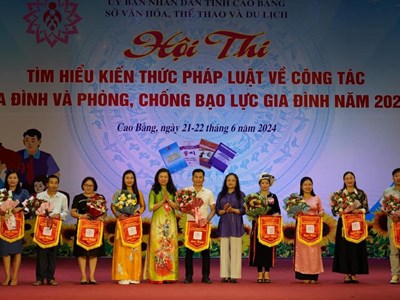 ỦY BAN NHÂN DÂN TỈNH CAO BẰNG
SỞ VĂN HÓA, THỂ THAO VÀ DU LỊCH
Hội Thi
TÌM HIỂU KIẾN THỨC PHÁP LUẬT VỀ CÔNG TÁC
A ĐÌNH VÀ PHÒNG, CHỐNG BẠO LỰC GIA ĐÌNH NĂM 202
Cao Bằng, ngày 21-22 tháng 6 năm 2024